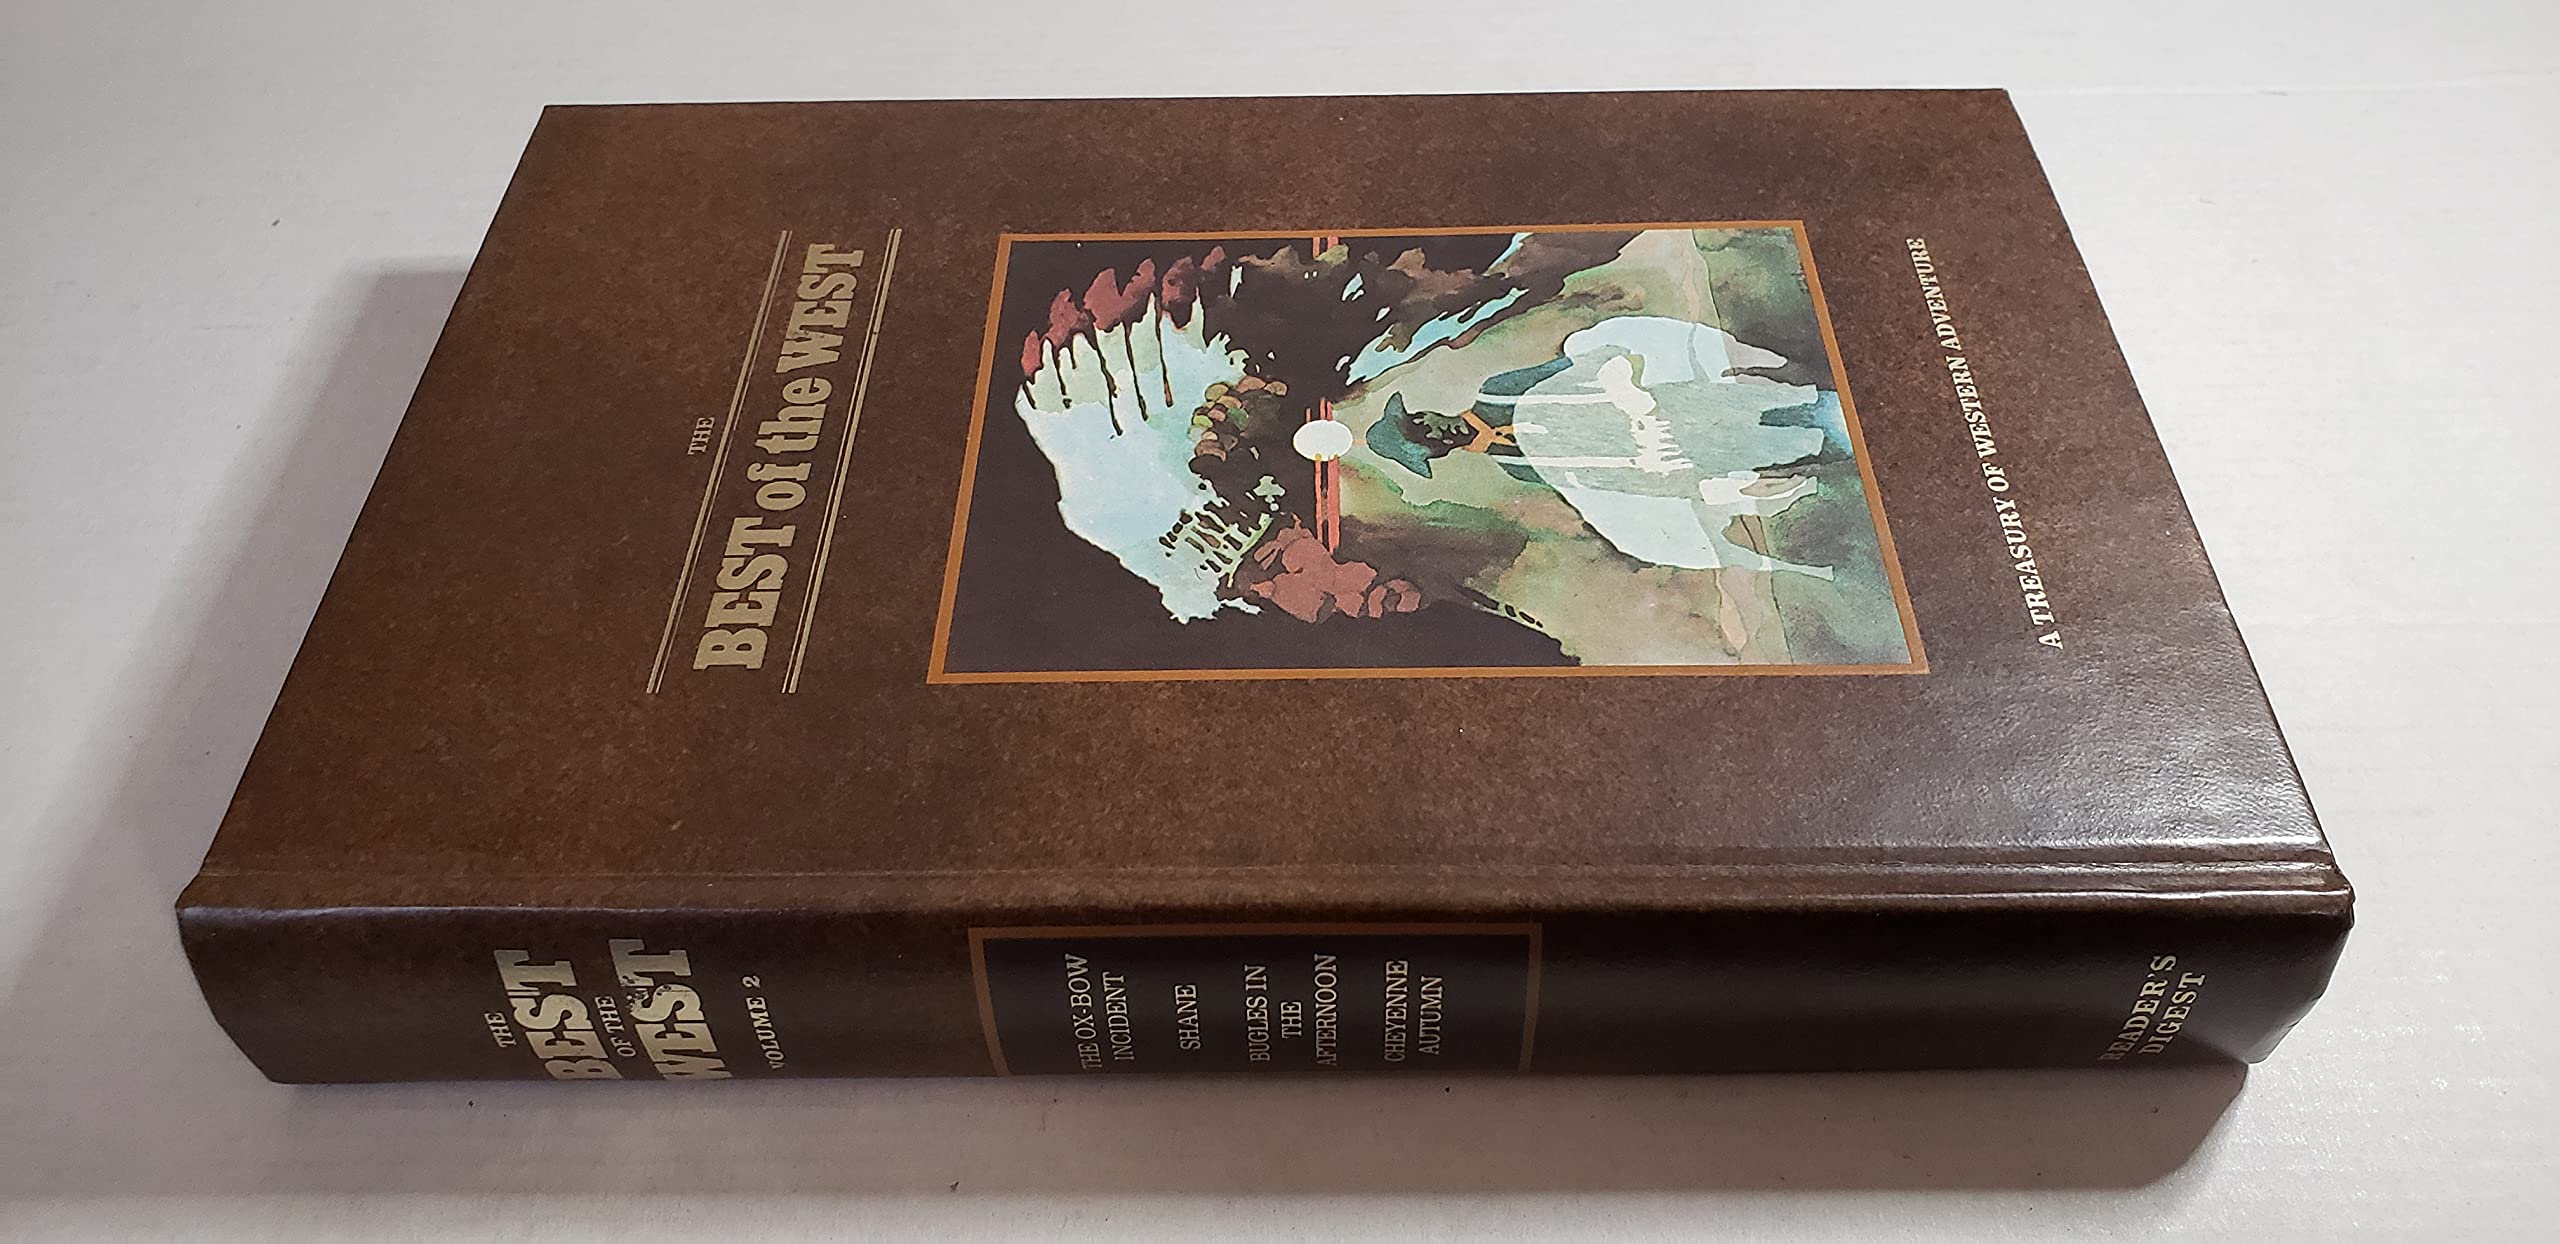 THE
BEST of the WEST
A TREASURY OF WESTERN ADVENTURE
THE
BEST
OF THE
WEST
VOLUME 2
THE OX-BOW
INCIDENT
SHANE
BUGLES IN
THE
AFTERNOON
CHEYENNE
AUTUMN
READER'S
DIGEST